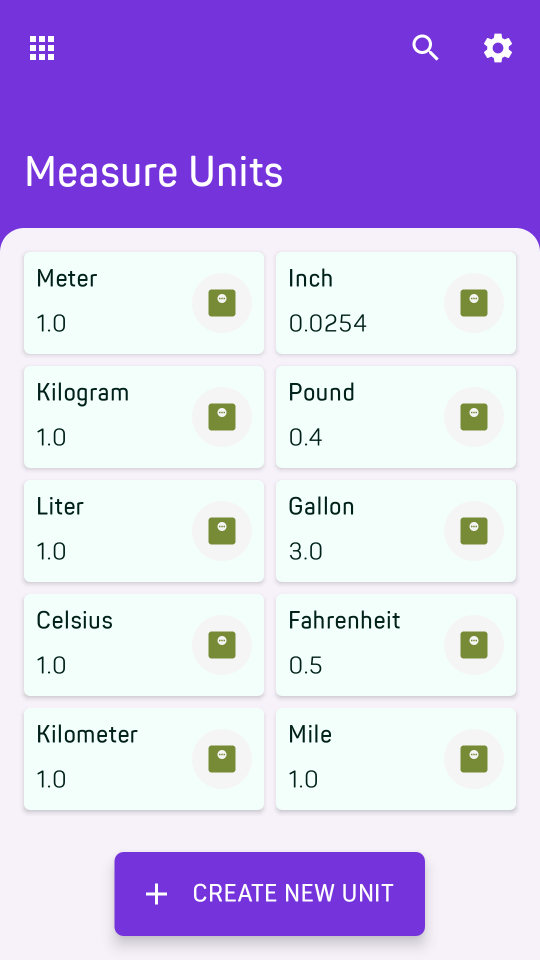 Measure Units
Meter
1.0
Inch
0.0254
Kilogram
1.0
Pound
0.4
Liter
1.0
Gallon
3.0
Celsius
1.0
Fahrenheit
0.5
Kilometer
1.0
Mile
1.0
CREATE NEW UNIT